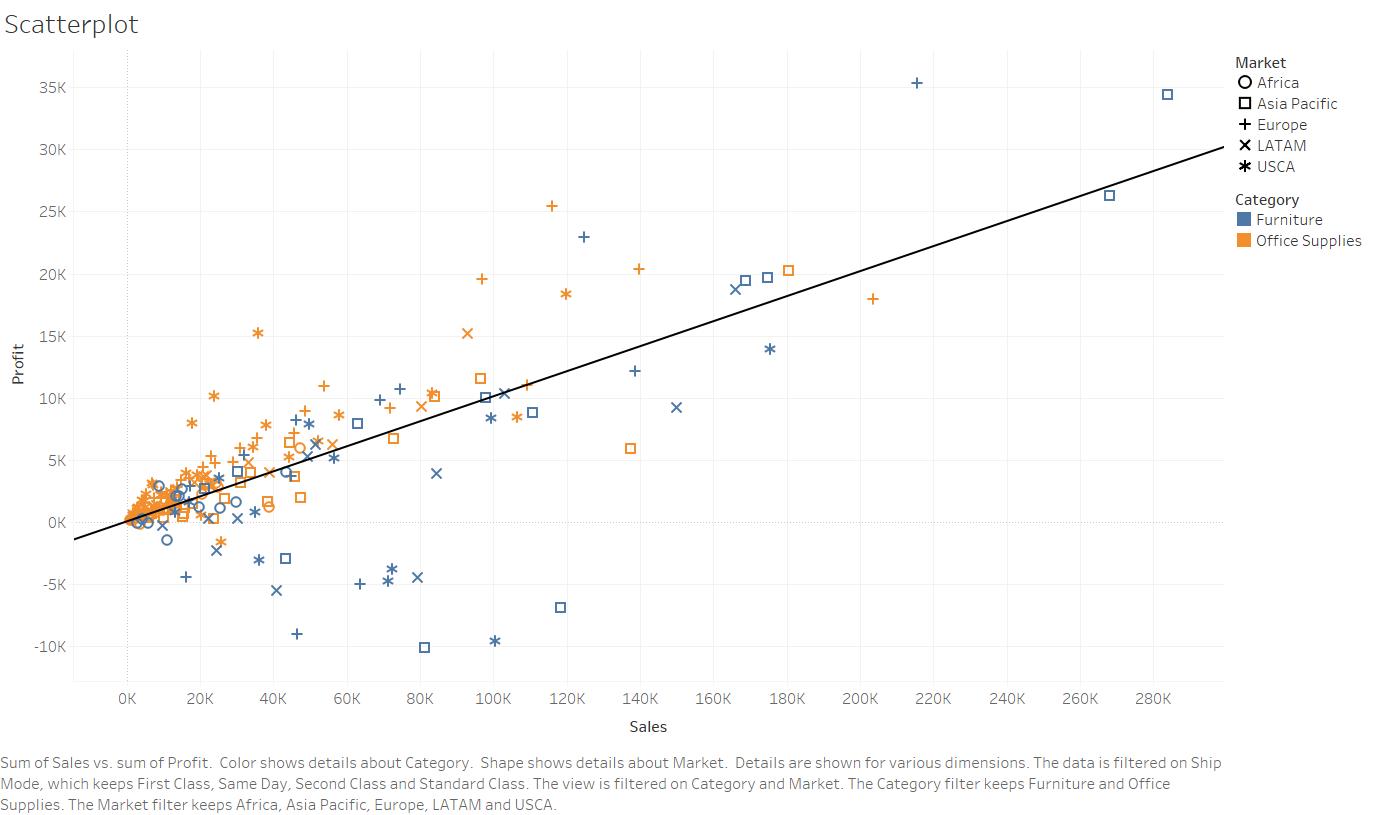 Scatterplot
Market
Africa
Asia Pacific
Europe
LATAM
USCA
Category
Furniture
Office Supplies
35K
30K
25K
20K
15K
10K
5K
0K
-5K
-10K
Profit
0K 20K 40K 60K 80K 100K 120K 140K 160K 180K 200K 220K 240K 260K 280K
Sales
Sum of Sales vs. sum of Profit.  Color shows details about Category.  Shape shows details about Market.  Details are shown for various dimensions. The data is filtered on Ship
Mode, which keeps First Class, Same Day, Second Class and Standard Class. The view is filtered on Category and Market. The Category filter keeps Furniture and Office
Supplies. The Market filter keeps Africa, Asia Pacific, Europe, LATAM and USCA.